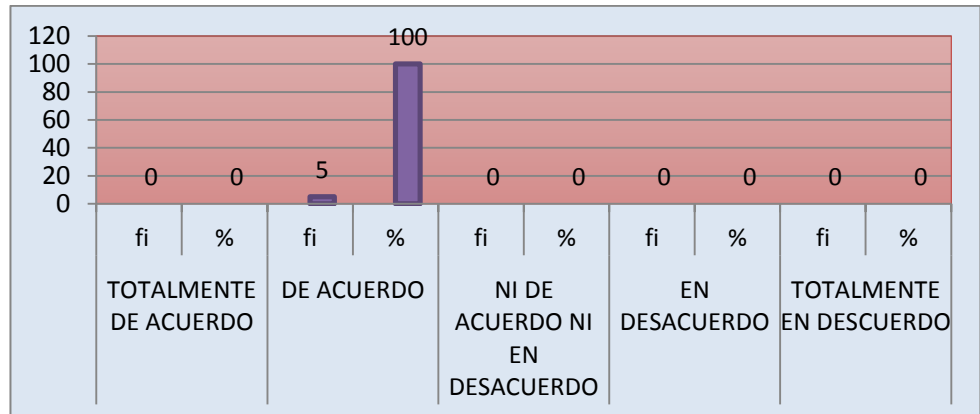 120
100
80
60
40
20
0
0 0 5 100 0 0 0 0 0 0
fi % fi % fi % fi % fi %
TOTALMENTE DE ACUERDO
DE ACUERDO
NI DE ACUERDO NI EN DESACUERDO
EN DESACUERDO
TOTALMENTE EN DESCUERDO